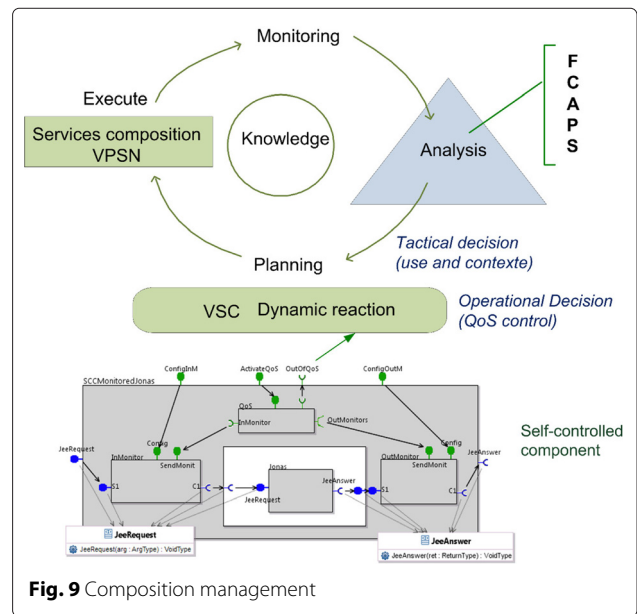 Monitoring
F
C
A
P
S
Execute
Services composition
VPSN
Knowledge
Analysis
Tactical decision
(use and contexte)
Planning
VSC Dynamic reaction
Operational Decision
(QoS control)
ConfigInM
ActivateQoS
OutOfQoS
ConfigOutM
SCCMonitoredJonas
QoS
InMonitor
OutMonitors
Self-controlled
component
JeeRequest
Config
InMonitor
SendMonit
S1
C1
JeeRequest
Jonas
JeeAnswer
Config
OutMonitor
SendMonit
S1
C1
JeeAnswer
JeeRequest
JeeRequest(arg : ArgType) : VoidType
JeeAnswer
JeeAnswer(ret : ReturnType) : VoidType
Fig. 9 Composition management